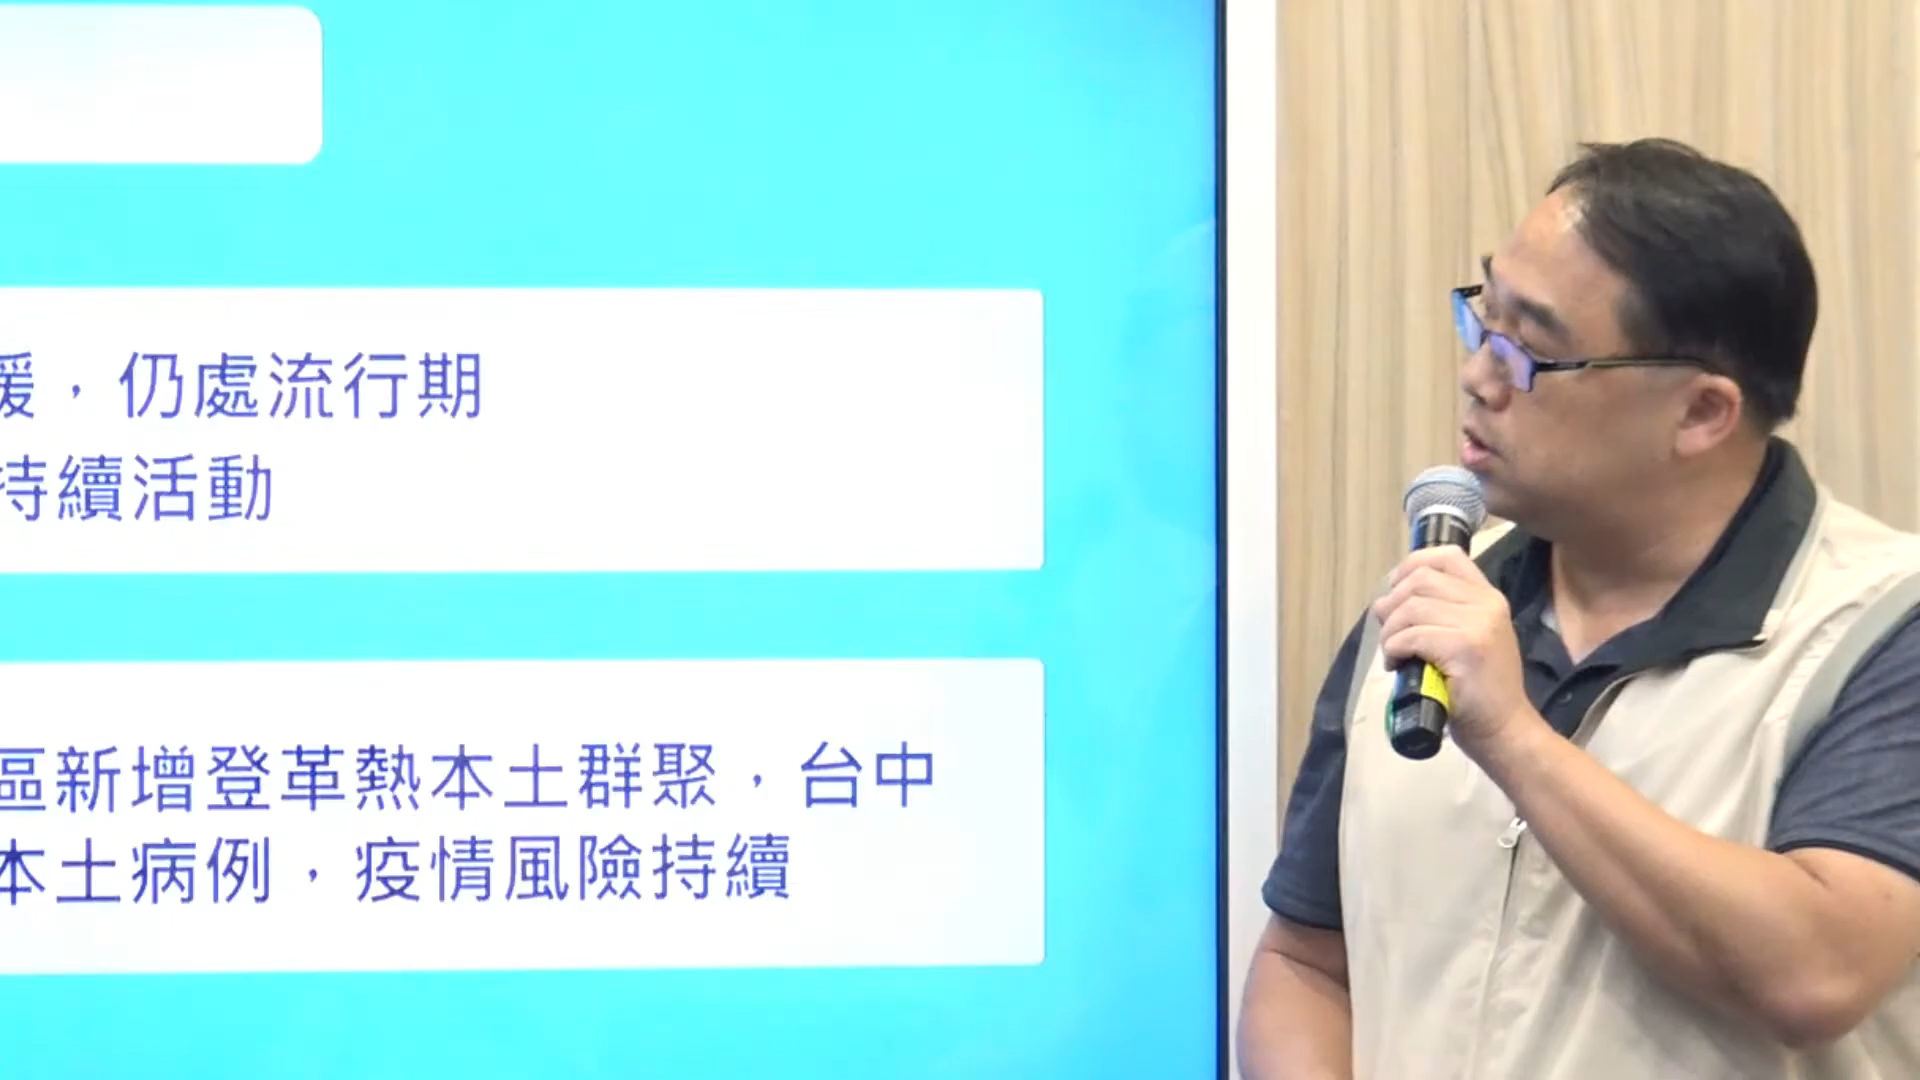 緩，仍處流行期
持續活動
區新增登革熱本土群聚，台中
本土病例，疫情風險持續